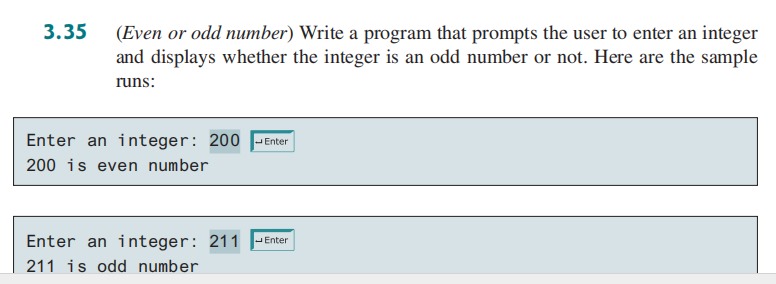 3.35 (Even or odd number) Write a program that prompts the user to enter an integer
and displays whether the integer is an odd number or not. Here are the sample
runs:
Enter an integer: 200 ↵Enter
200 is even number
Enter an integer: 211 ↵Enter
211 is odd number